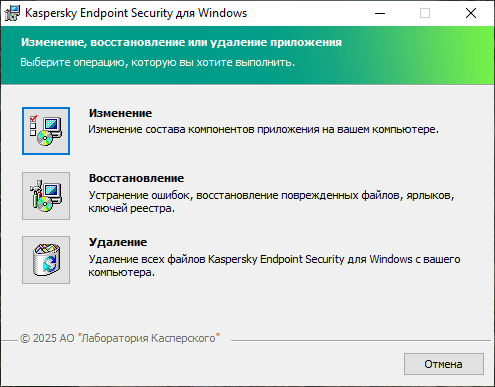 Kaspersky Endpoint Security для Windows
Изменение, восстановление или удаление приложения
Выберите операцию, которую вы хотите выполнить.
Изменение
Изменение состава компонентов приложения на вашем компьютере.
Восстановление
Устранение ошибок, восстановление поврежденных файлов, ярлыков,
ключей реестра.
Удаление
Удаление всех файлов Kaspersky Endpoint Security для Windows с вашего
компьютера.
© 2025 АО "Лаборатория Касперского"
Отмена